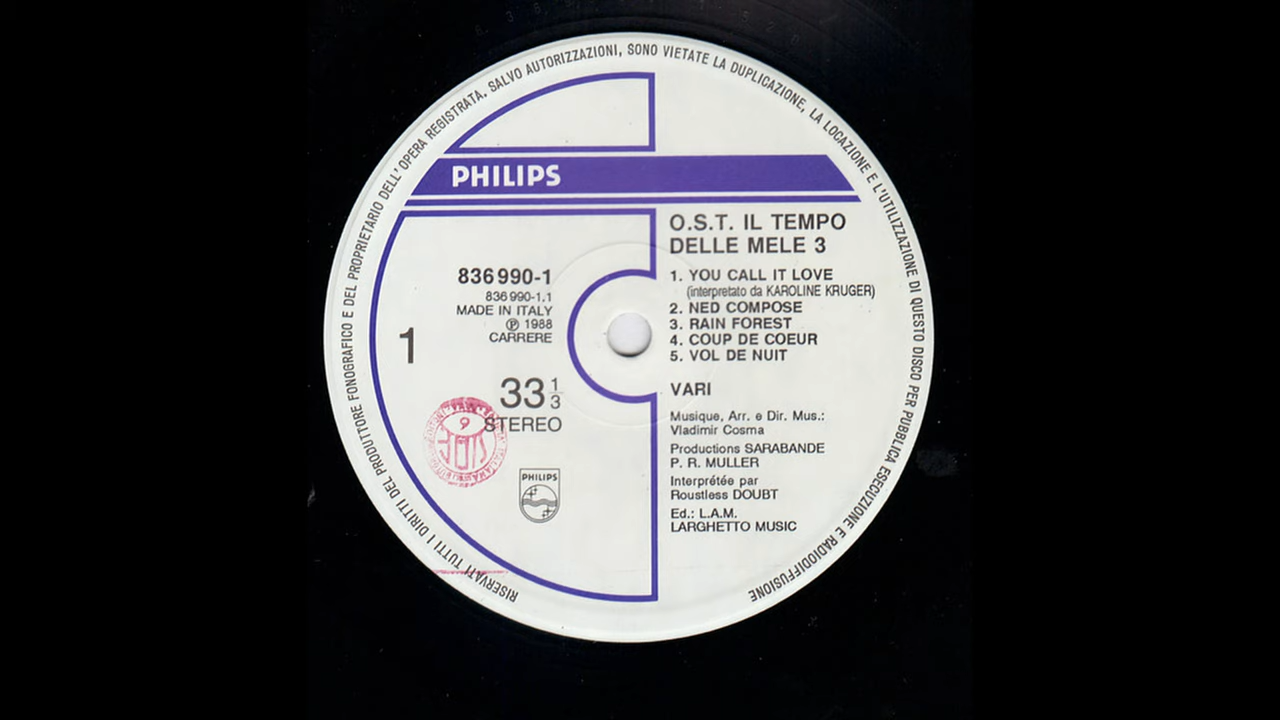 RISERVATI TUTTI I DIRITTI DEL PRODUTTORE FONOGRAFICO E DEL PROPRIETARIO DELL'OPERA REGISTRATA. SALVO AUTORIZZAZIONI, SONO VIETATE LA DUPLICAZIONE, LA LOCAZIONE E L'UTILIZZAZIONE DI QUESTO DISCO PER PUBBLICA ESECUZIONE E RADIODIFFUSIONE
PHILIPS
836 990-1
836 990-1.1
MADE IN ITALY
℗ 1988
CARRERE
1
33 1/3
STEREO
SIAE
9
PHILIPS
O.S.T. IL TEMPO
DELLE MELE 3
1. YOU CALL IT LOVE
(interpretato da KAROLINE KRUGER)
2. NED COMPOSE
3. RAIN FOREST
4. COUP DE COEUR
5. VOL DE NUIT
VARI
Musique, Arr. e Dir. Mus.:
Vladimir Cosma
Productions SARABANDE
P. R. MULLER
Interprétée par
Roustless DOUBT
Ed.: L.A.M.
LARGHETTO MUSIC